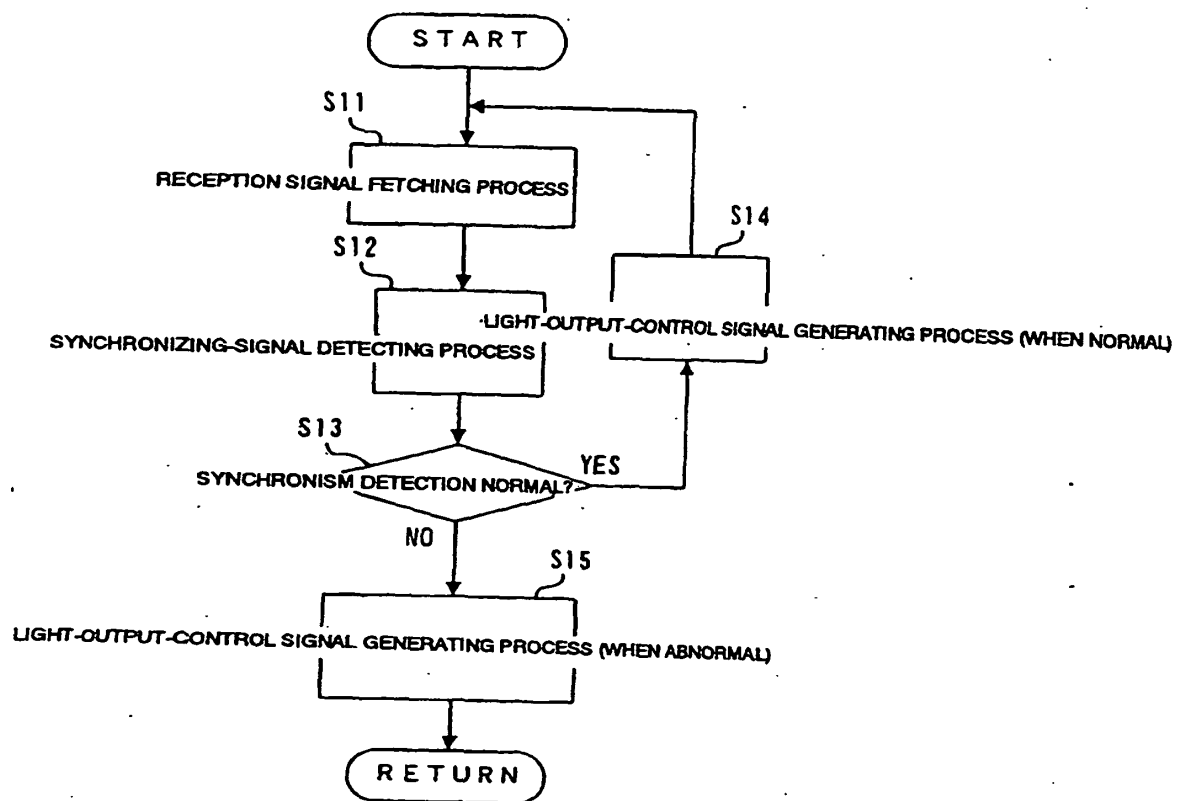 START
S11
RECEPTION SIGNAL FETCHING PROCESS
S14
S12
LIGHT-OUTPUT-CONTROL SIGNAL GENERATING PROCESS (WHEN NORMAL)
SYNCHRONIZING-SIGNAL DETECTING PROCESS
S13
YES
SYNCHRONISM DETECTION NORMAL?
NO
S15
LIGHT-OUTPUT-CONTROL SIGNAL GENERATING PROCESS (WHEN ABNORMAL)
RETURN